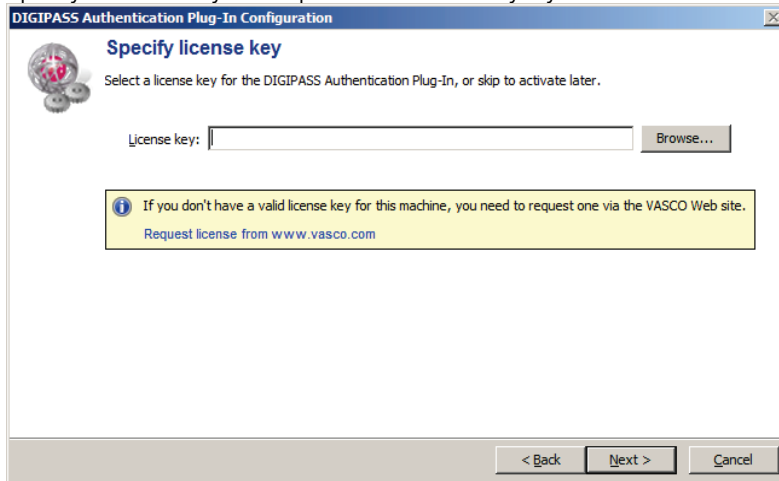 DIGIPASS Authentication Plug-In Configuration
Specify license key
Select a license key for the DIGIPASS Authentication Plug-In, or skip to activate later.
License key:
Browse...
If you don't have a valid license key for this machine, you need to request one via the VASCO Web site.
Request license from www.vasco.com
< Back
Next >
Cancel